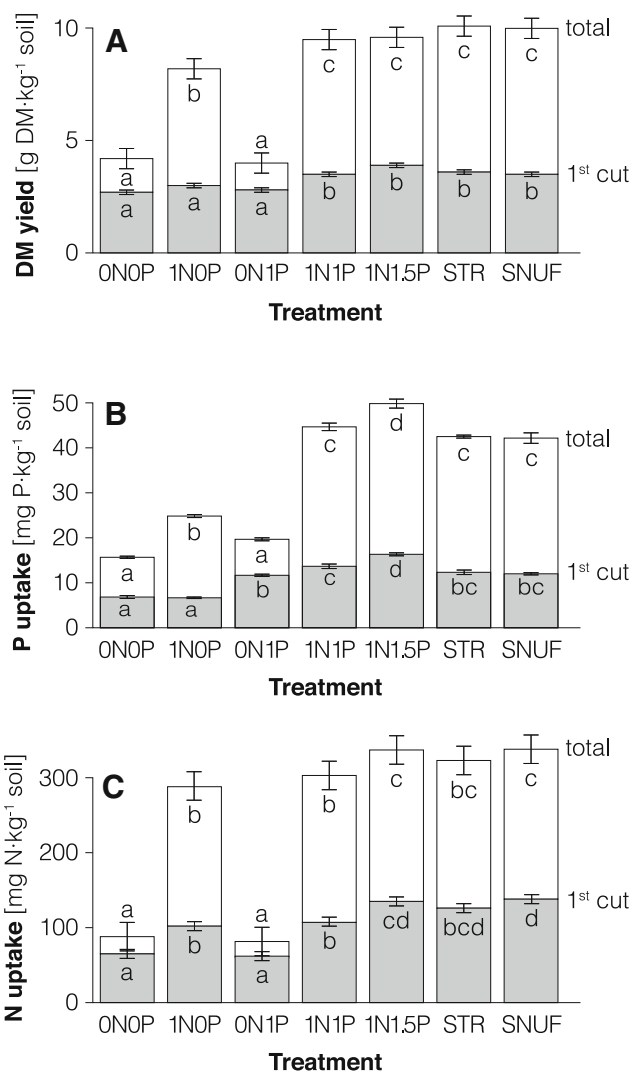 A
DM yield [g DM·kg⁻¹ soil]
10
5
0
total
1st cut
a
b
a
c
c
c
c
a
a
a
b
b
b
b
0N0P 1N0P 0N1P 1N1P 1N1.5P STR SNUF
Treatment
B
P uptake [mg P·kg⁻¹ soil]
50
40
30
20
10
0
total
1st cut
a
b
a
c
d
c
c
a
a
b
c
d
bc
bc
0N0P 1N0P 0N1P 1N1P 1N1.5P STR SNUF
Treatment
C
N uptake [mg N·kg⁻¹ soil]
300
200
100
0
total
1st cut
a
b
a
b
c
bc
c
a
b
a
b
cd
bcd
d
0N0P 1N0P 0N1P 1N1P 1N1.5P STR SNUF
Treatment